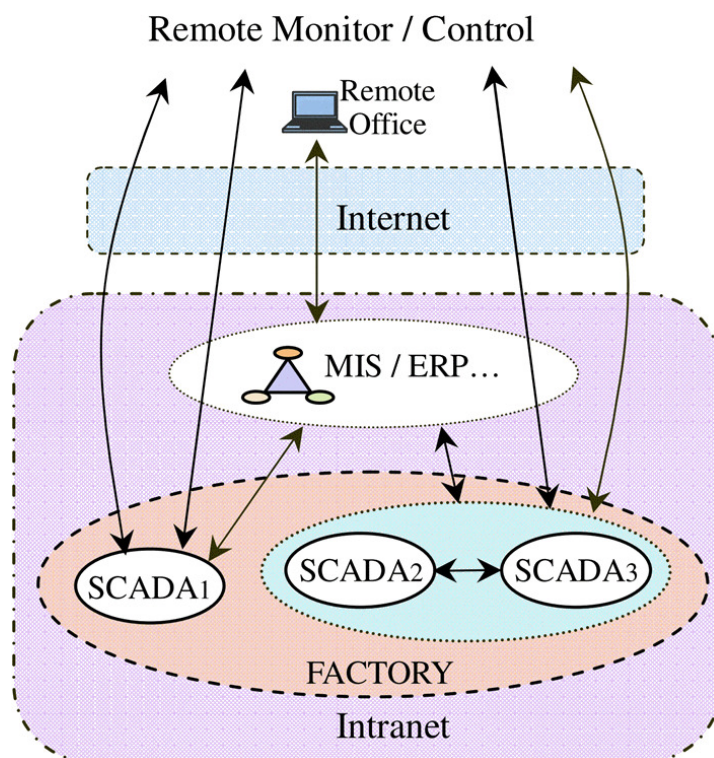 Remote Monitor / Control
Remote
Office
Internet
MIS / ERP...
SCADA1
SCADA2
SCADA3
FACTORY
Intranet